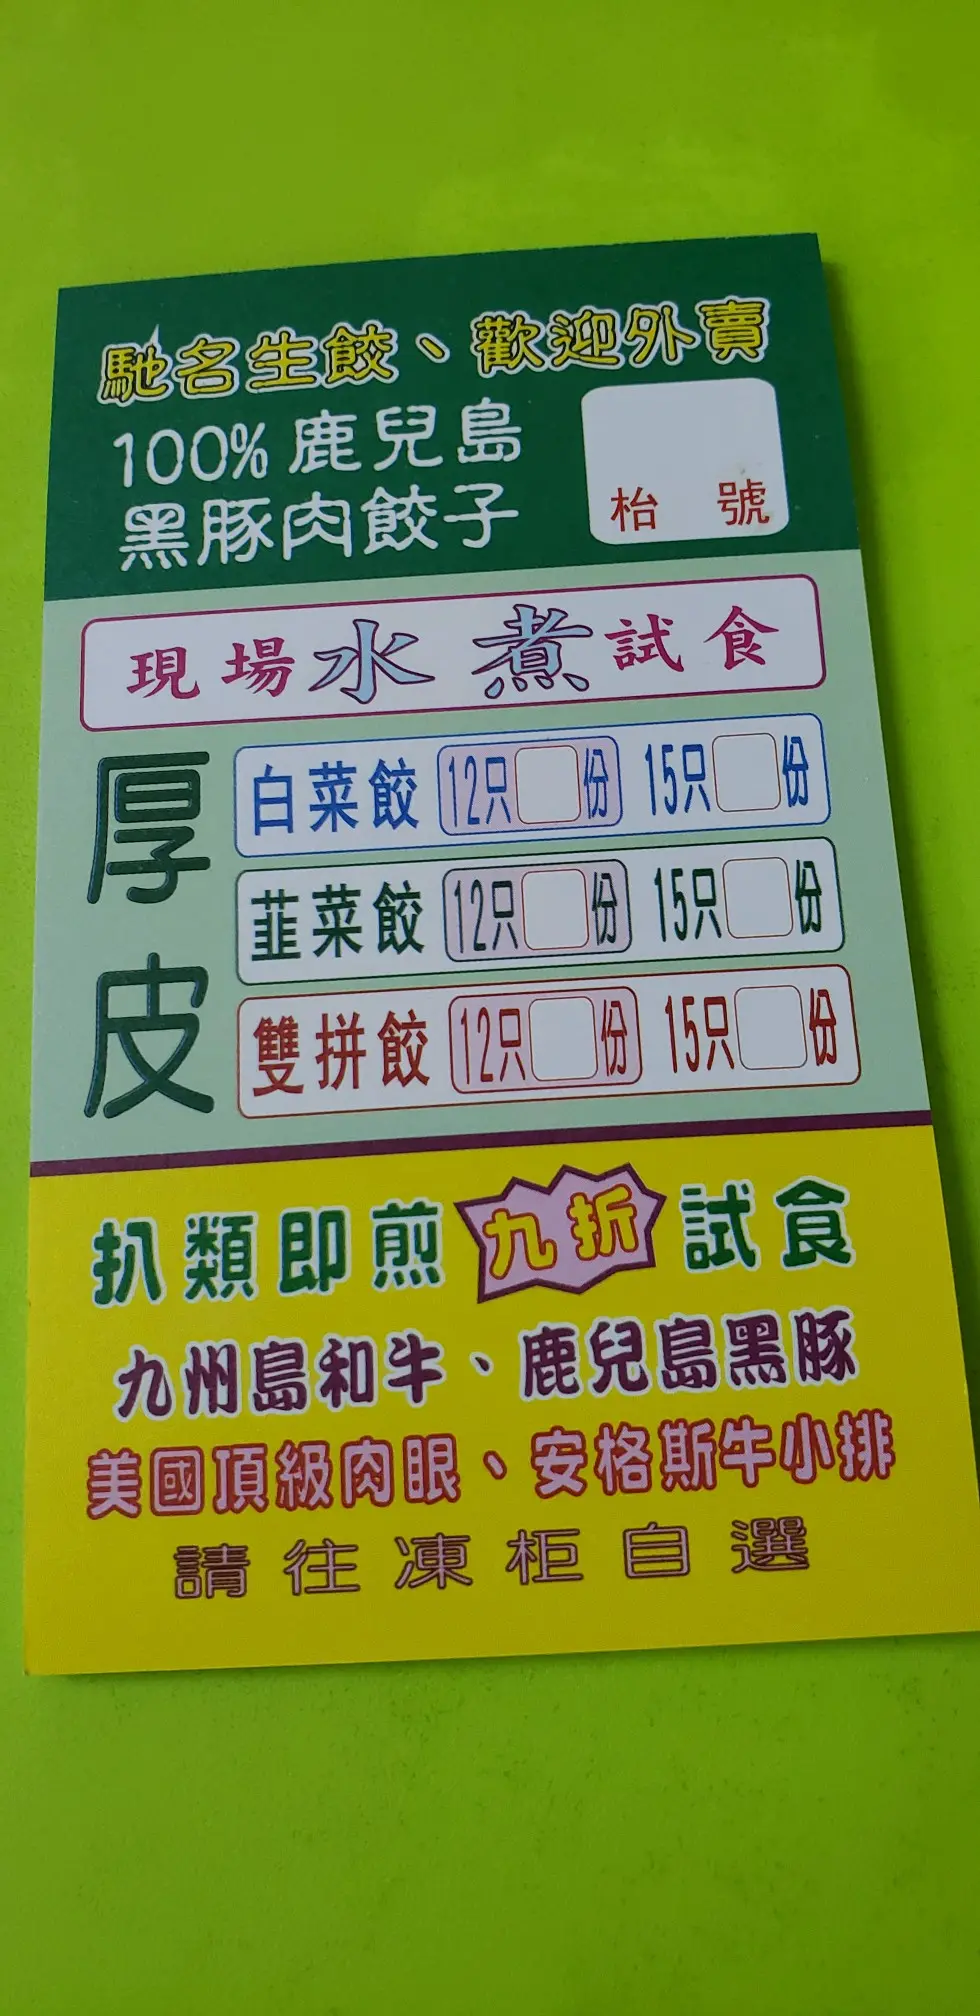 馳名生餃、歡迎外賣
100%鹿兒島
黑豚肉餃子
枱 號
現場水煮試食
厚皮
白菜餃 12只 份 15只 份
韮菜餃 12只 份 15只 份
雙拼餃 12只 份 15只 份
扒類即煎九折試食
九州島和牛、鹿兒島黑豚
美國頂級肉眼、安格斯牛小排
請往凍柜自選